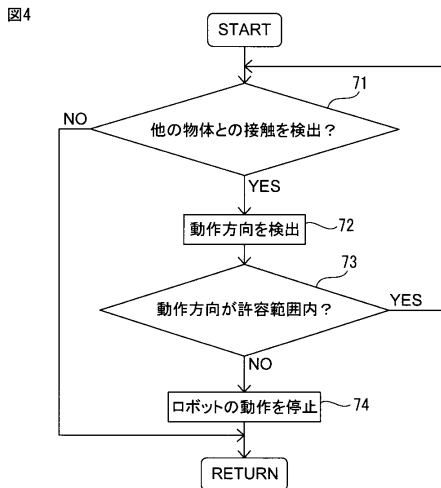 図4
START
71
他の物体との接触を検出？
NO
YES
動作方向を検出
72
73
動作方向が許容範囲内？
YES
NO
ロボットの動作を停止
74
RETURN